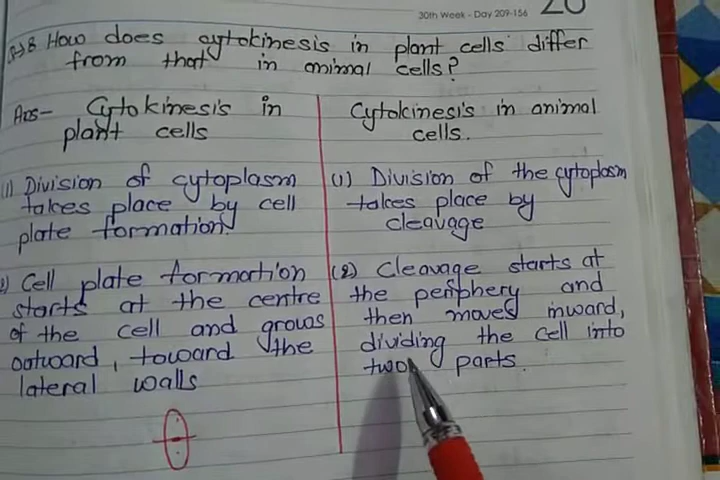 30th Week - Day 209-156
20
Q→8 How does cytokinesis in plant cells differ
from that in animal cells?
Ans- Cytokinesis in
plant cells
(1) Division of cytoplasm
takes place by cell
plate formation.
2) Cell plate formation
starts at the centre
of the cell and grows
outward, toward the
lateral walls
Cytokinesis in animal
cells.
(1) Division of the cytoplasm
takes place by
cleavage
(2) Cleavage starts at
the periphery and
then moves inward,
dividing the cell into
two parts.